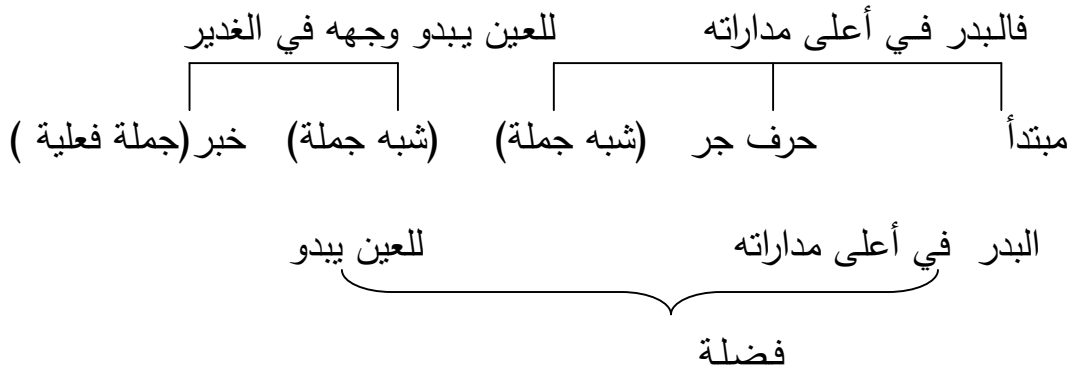 فالبدر في أعلى مداراته للعين يبدو وجهه في الغدير
مبتدأ حرف جر (شبه جملة) (شبه جملة) خبر(جملة فعلية )
البدر في أعلى مداراته للعين يبدو
فضلة